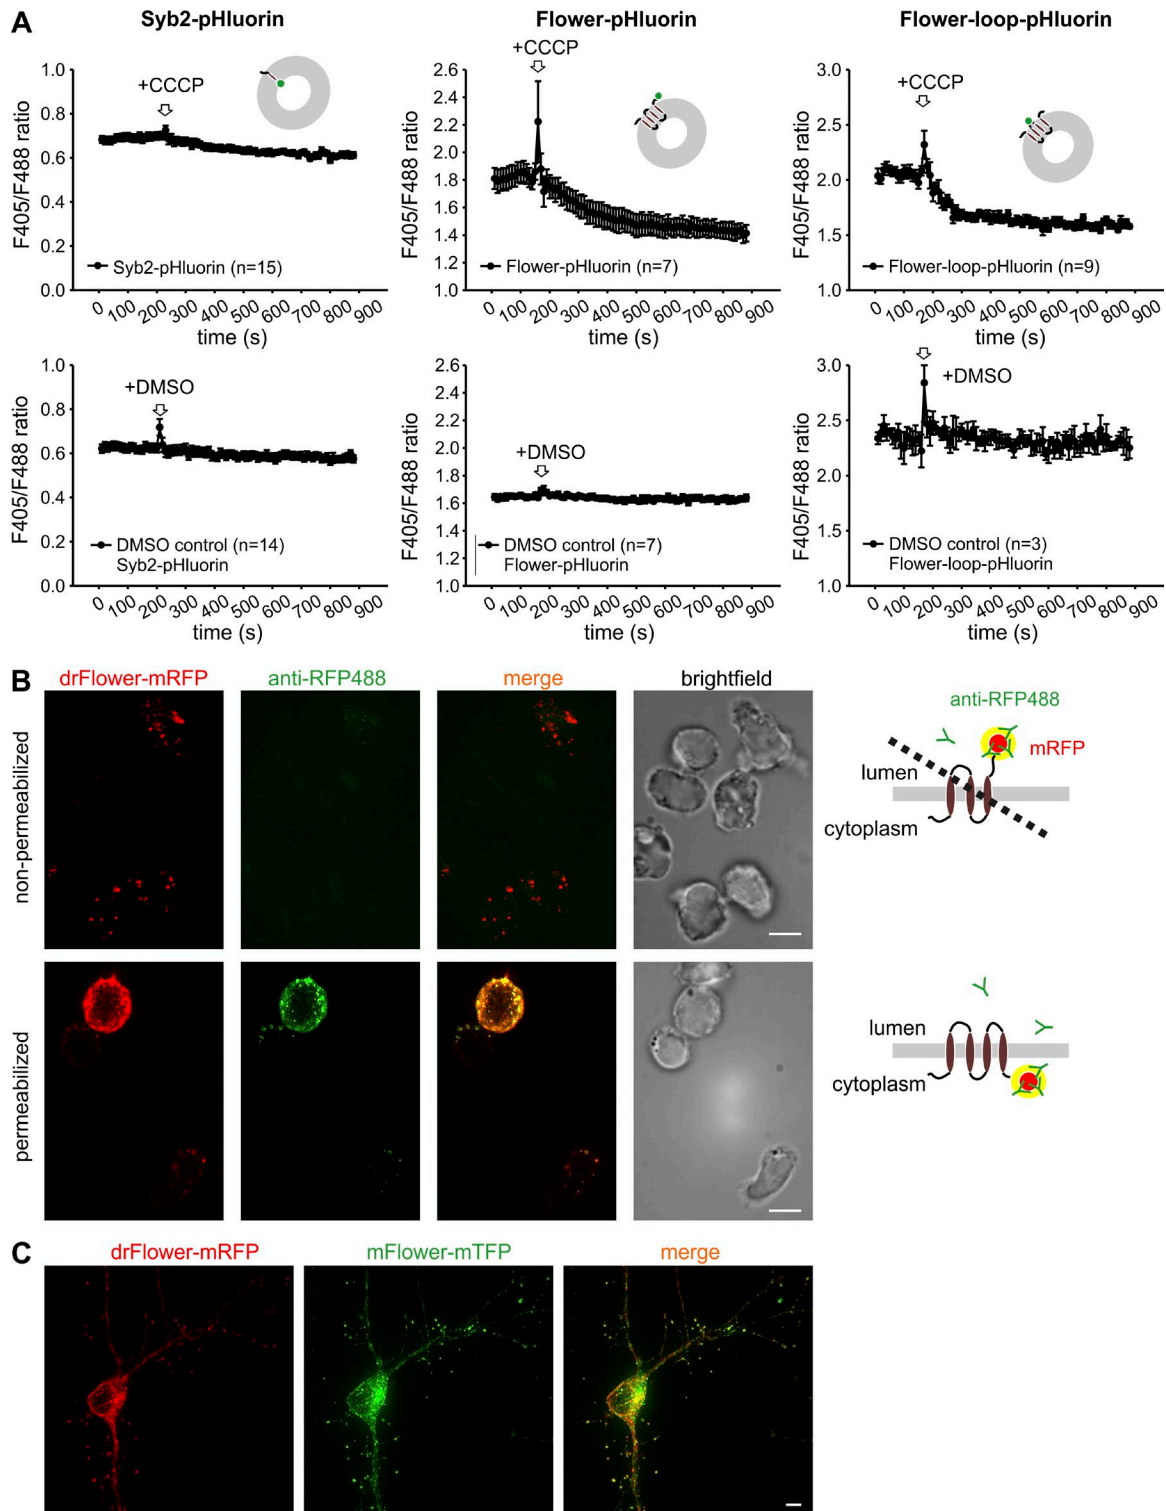 A
Syb2-pHluorin
Flower-pHluorin
Flower-loop-pHluorin
F405/F488 ratio
1.0
0.8
0.6
0.4
0.2
0.0
+CCCP
Syb2-pHluorin (n=15)
0 100 200 300 400 500 600 700 800 900
time (s)
F405/F488 ratio
2.6
2.4
2.2
2.0
1.8
1.6
1.4
1.2
1.0
+CCCP
Flower-pHluorin (n=7)
0 100 200 300 400 500 600 700 800 900
time (s)
F405/F488 ratio
3.0
2.5
2.0
1.5
1.0
+CCCP
Flower-loop-pHluorin (n=9)
0 100 200 300 400 500 600 700 800 900
time (s)
F405/F488 ratio
1.0
0.8
0.6
0.4
0.2
0.0
+DMSO
DMSO control (n=14)
Syb2-pHluorin
0 100 200 300 400 500 600 700 800 900
time (s)
F405/F488 ratio
2.6
2.4
2.2
2.0
1.8
1.6
1.4
1.2
1.0
+DMSO
DMSO control (n=7)
Flower-pHluorin
0 100 200 300 400 500 600 700 800 900
time (s)
F405/F488 ratio
3.0
2.5
2.0
1.5
1.0
+DMSO
DMSO control (n=3)
Flower-loop-pHluorin
0 100 200 300 400 500 600 700 800 900
time (s)
B
drFlower-mRFP
anti-RFP488
merge
brightfield
non-permeabilized
anti-RFP488
mRFP
lumen
cytoplasm
permeabilized
lumen
cytoplasm
C
drFlower-mRFP
mFlower-mTFP
merge